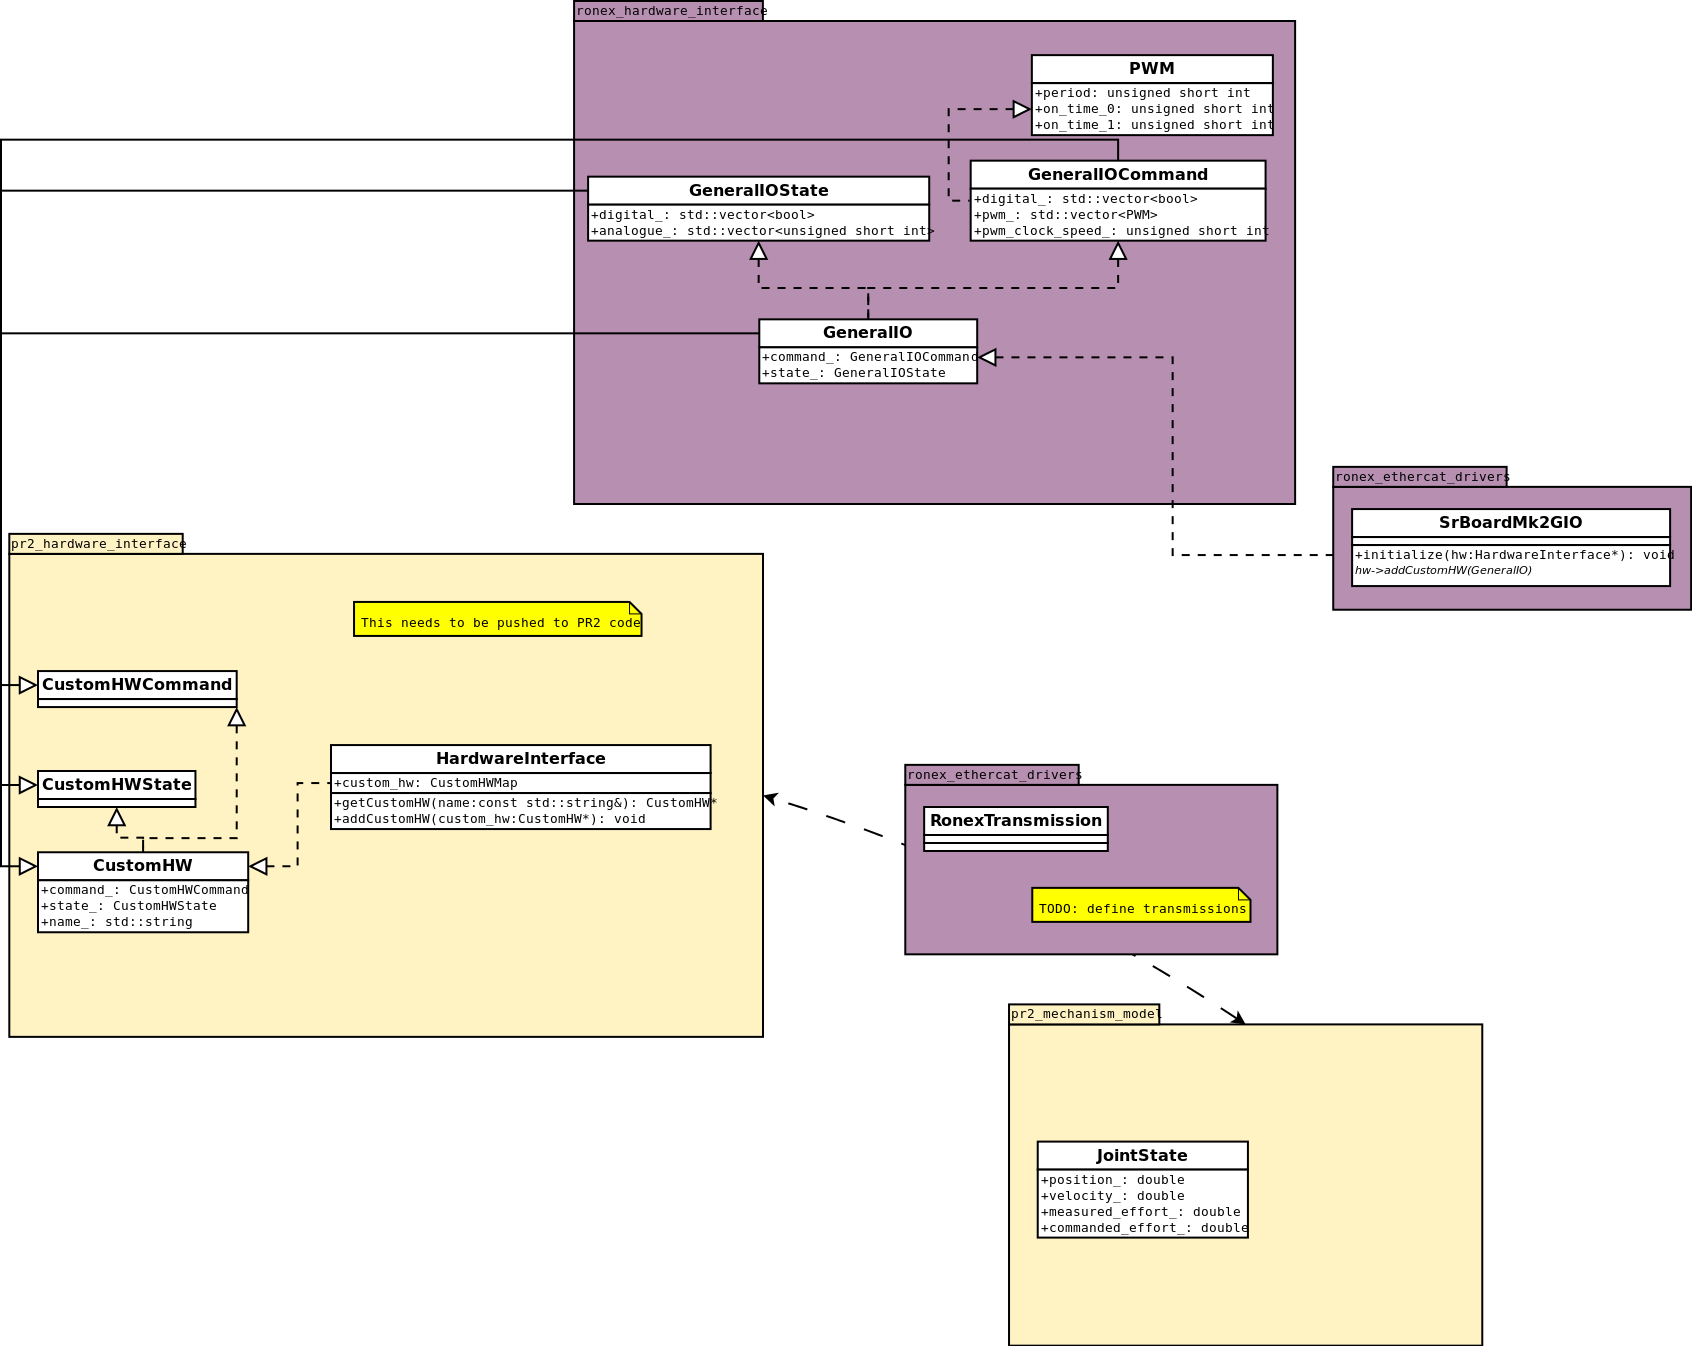 ronex_hardware_interface
PWM
+period: unsigned short int
+on_time_0: unsigned short int
+on_time_1: unsigned short int
GeneralIOState
+digital_: std::vector<bool>
+analogue_: std::vector<unsigned short int>
GeneralIOCommand
+digital_: std::vector<bool>
+pwm_: std::vector<PWM>
+pwm_clock_speed_: unsigned short int
GeneralIO
+command_: GeneralIOCommand
+state_: GeneralIOState
ronex_ethercat_drivers
SrBoardMk2GIO
+initialize(hw:HardwareInterface*): void
hw->addCustomHW(GeneralIO)
pr2_hardware_interface
This needs to be pushed to PR2 code
CustomHWCommand
CustomHWState
CustomHW
+command_: CustomHWCommand
+state_: CustomHWState
+name_: std::string
HardwareInterface
+custom_hw: CustomHWMap
+getCustomHW(name:const std::string&): CustomHW*
+addCustomHW(custom_hw:CustomHW*): void
ronex_ethercat_drivers
RonexTransmission
TODO: define transmissions
pr2_mechanism_model
JointState
+position_: double
+velocity_: double
+measured_effort_: double
+commanded_effort_: double